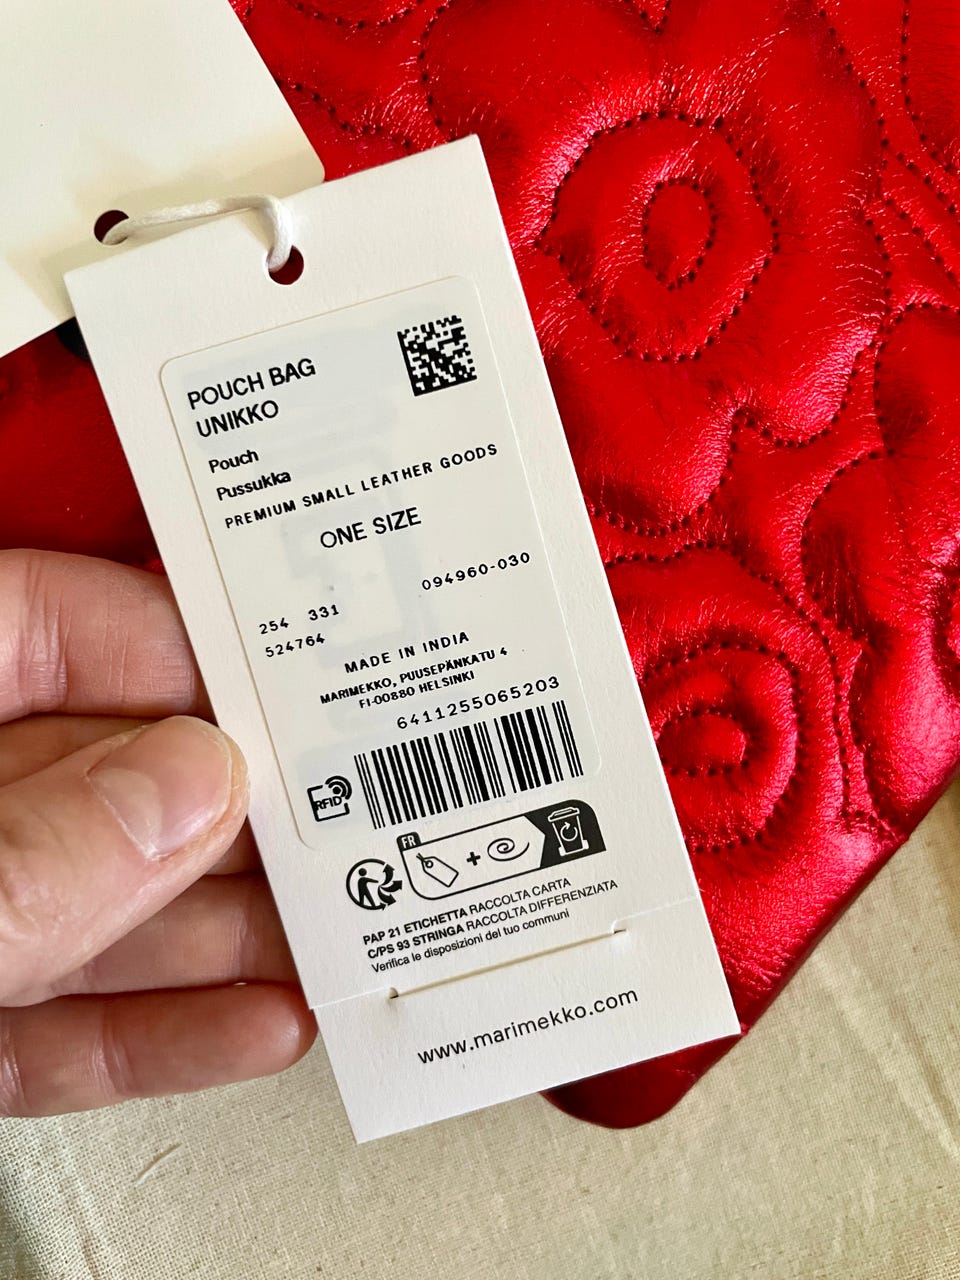 POUCH BAG
UNIKKO
Pouch
Pussukka
PREMIUM SMALL LEATHER GOODS
ONE SIZE
094960-030
254 331
524764
MADE IN INDIA
MARIMEKKO, PUUSEPÄNKATU 4
FI-00880 HELSINKI
6411255065203
RFID
FR
PAP 21 ETICHETTA RACCOLTA CARTA
C/PS 93 STRINGA RACCOLTA DIFFERENZIATA
Verifica le disposizioni del tuo communi
www.marimekko.com